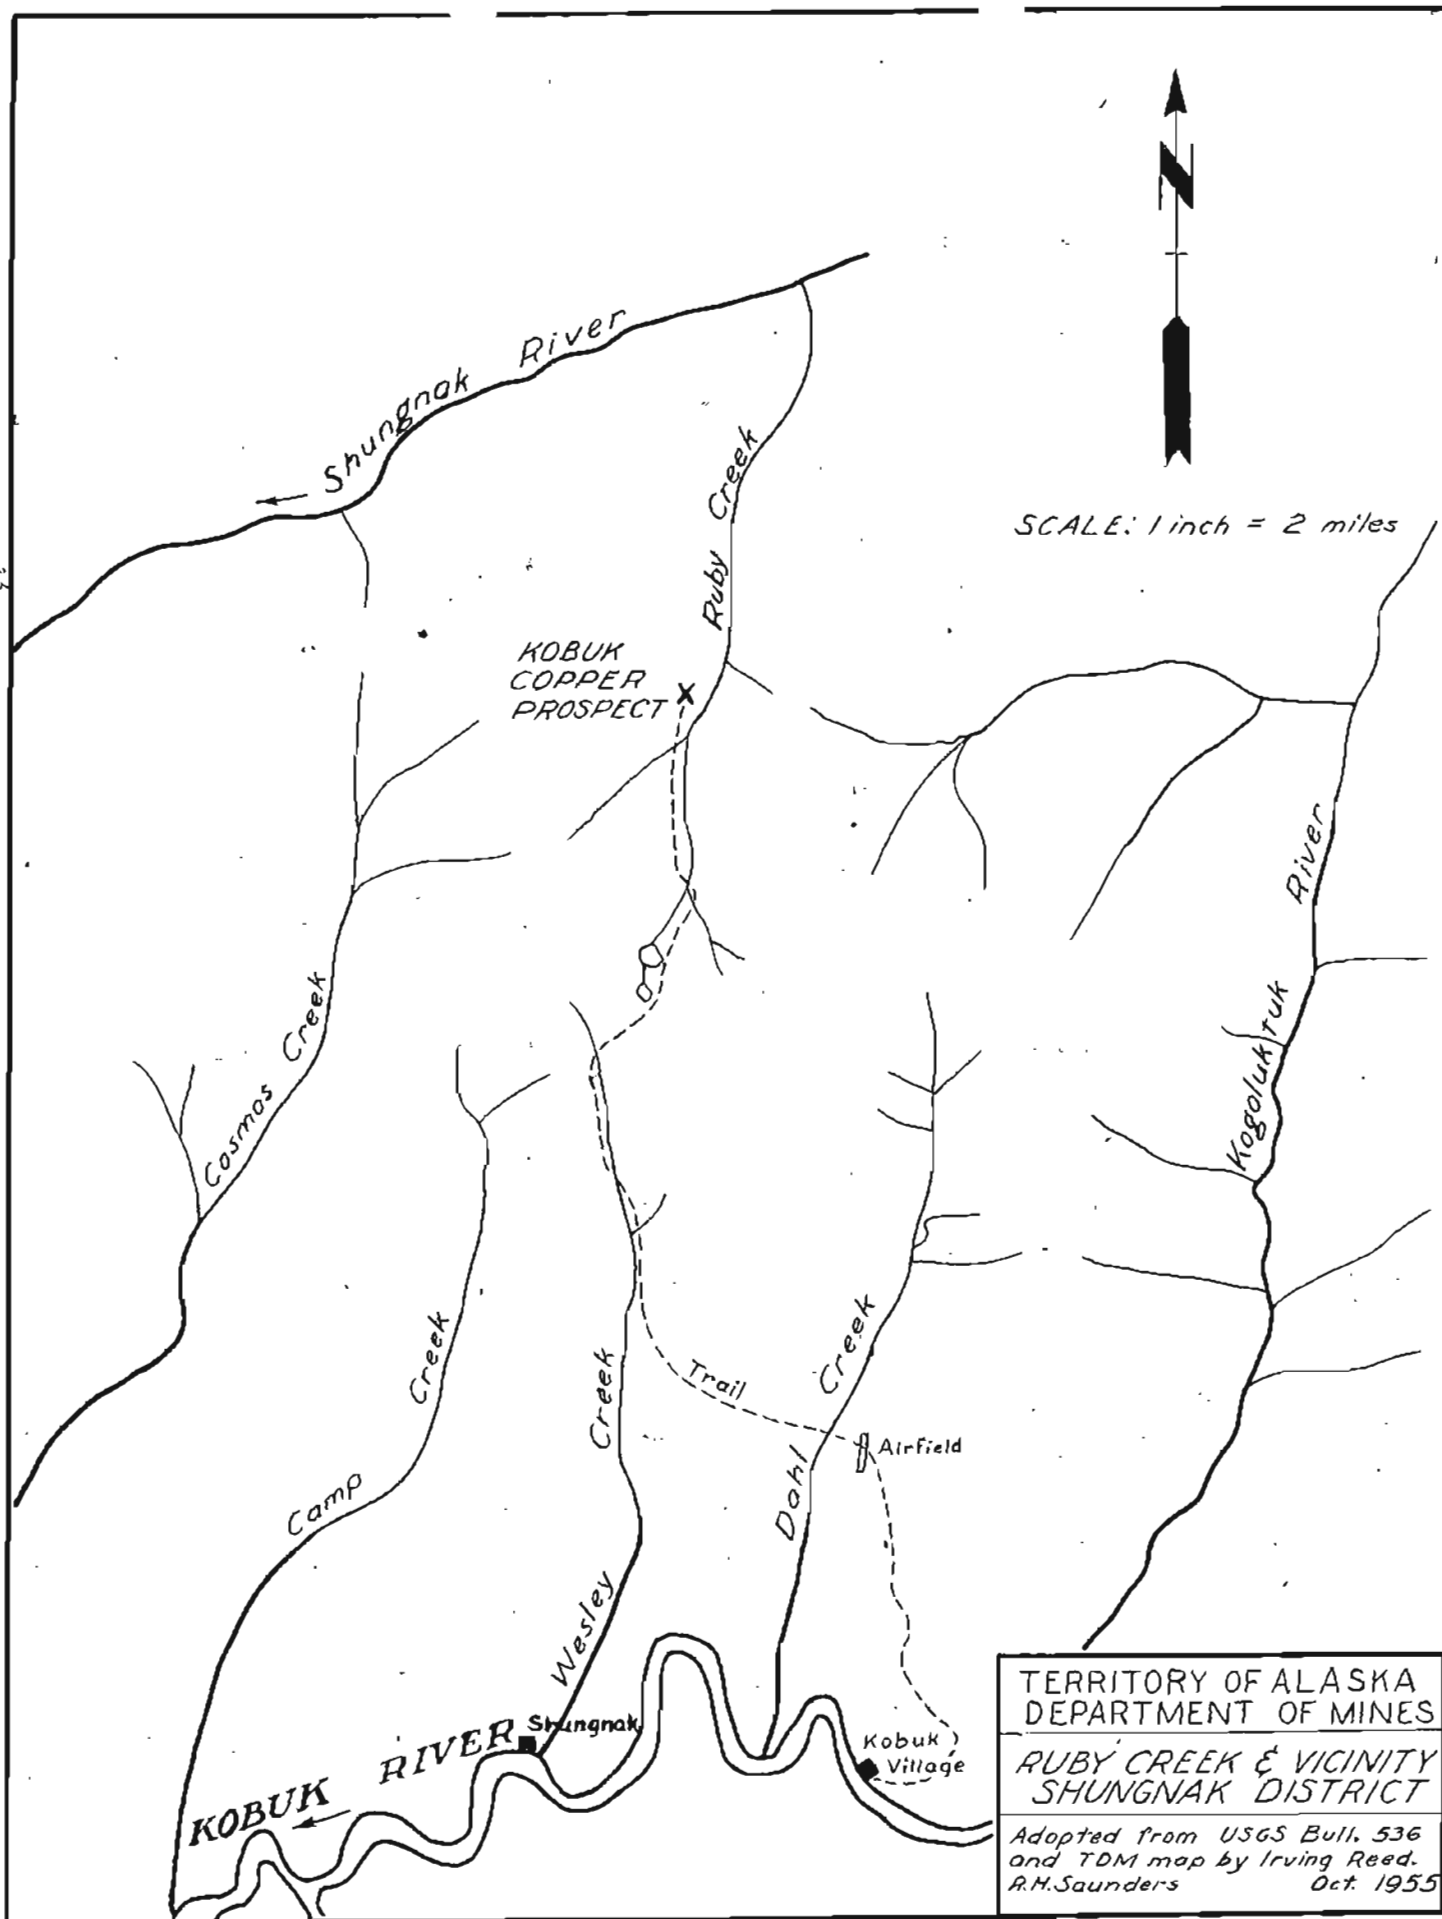 N
Shungnak River
SCALE: 1 inch = 2 miles
Ruby Creek
KOBUK
COPPER
PROSPECT
River
Kogoluktuk
Cosmos Creek
Camp Creek
Wesley Creek
Trail
Dahl Creek
Airfield
Shungnak
KOBUK RIVER
Kobuk
Village
TERRITORY OF ALASKA
DEPARTMENT OF MINES
RUBY CREEK & VICINITY
SHUNGNAK DISTRICT
Adopted from USGS Bull. 536
and TDM map by Irving Reed.
R.H. Saunders Oct. 1955